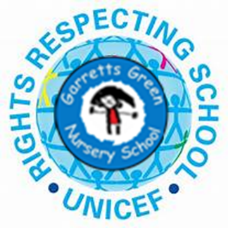 RIGHTS RESPECTING SCHOOL
Garretts Green
Nursery School
UNICEF